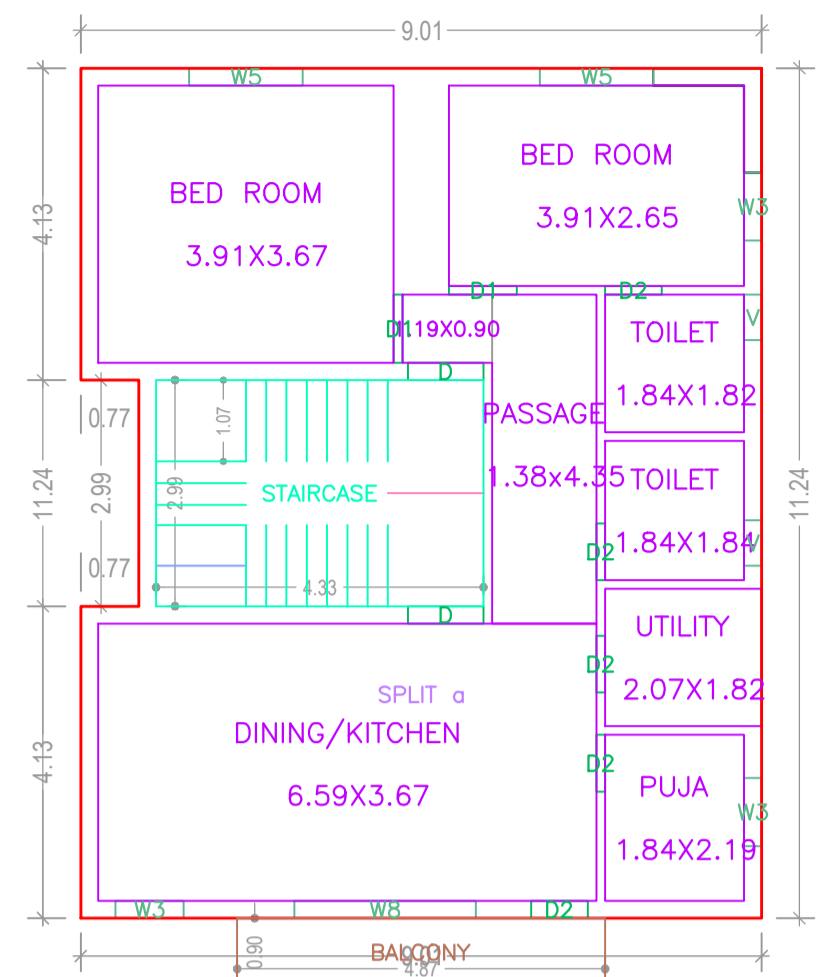 9.01
W5
W5
BED ROOM
3.91X2.65
BED ROOM
3.91X3.67
W3
4.13
D1
D2
D1
1.19X0.90
V
TOILET
1.84X1.82
D
PASSAGE
1.38x4.35
0.77
1.07
2.99
2.99
STAIRCASE
11.24
11.24
TOILET
1.84X1.84
V
D2
0.77
4.33
D
UTILITY
2.07X1.82
D2
SPLIT a
DINING/KITCHEN
6.59X3.67
4.13
D2
PUJA
1.84X2.19
W3
W3
W8
D2
0.90
BALCONY
4.87